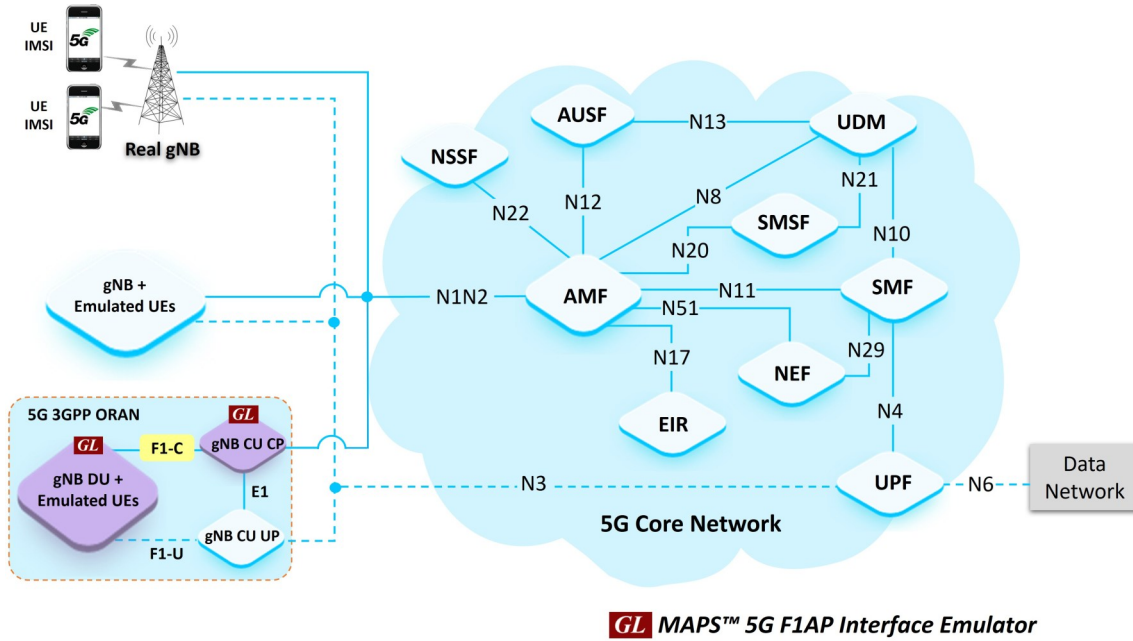 UE
IMSI
5G
UE
IMSI
5G
Real gNB
gNB +
Emulated UEs
5G 3GPP ORAN
GL
GL
F1-C
gNB CU CP
gNB DU +
Emulated UEs
E1
gNB CU UP
F1-U
NSSF
AUSF
N13
UDM
N22
N12
N8
N21
SMSF
N20
N10
N1N2
AMF
N11
SMF
N51
N17
N29
NEF
EIR
N4
N3
UPF
N6
Data
Network
5G Core Network
GL MAPS™ 5G F1AP Interface Emulator